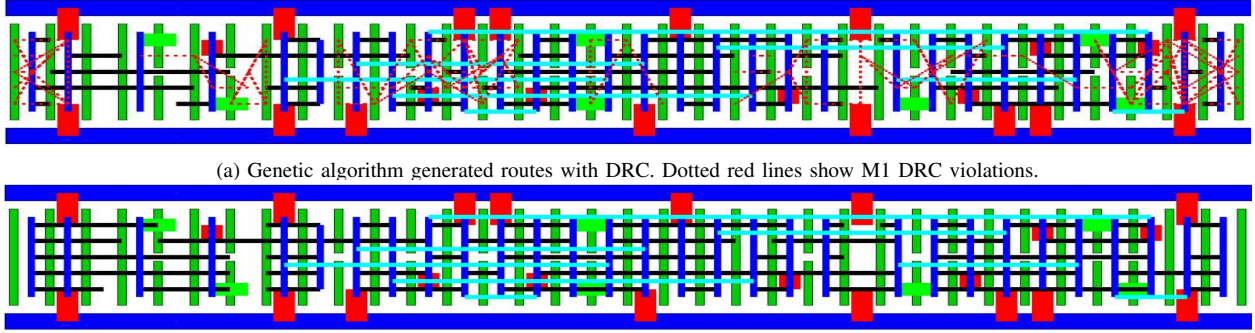 (a) Genetic algorithm generated routes with DRC. Dotted red lines show M1 DRC violations.